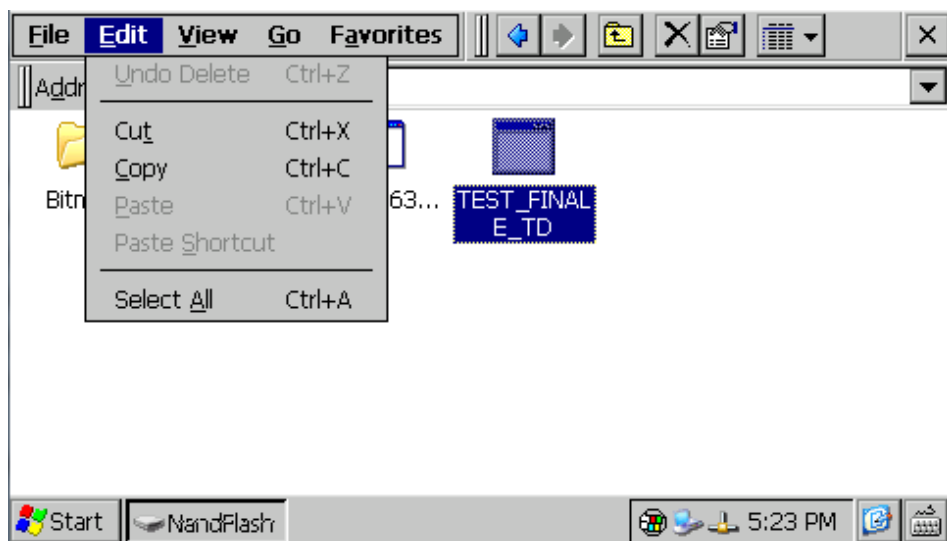 File Edit View Go Favorites
Addr
Undo Delete Ctrl+Z
Cut Ctrl+X
Copy Ctrl+C
Paste Ctrl+V
Paste Shortcut
Select All Ctrl+A
Bitn 63... TEST_FINAL
E_TD
Start NandFlash 5:23 PM